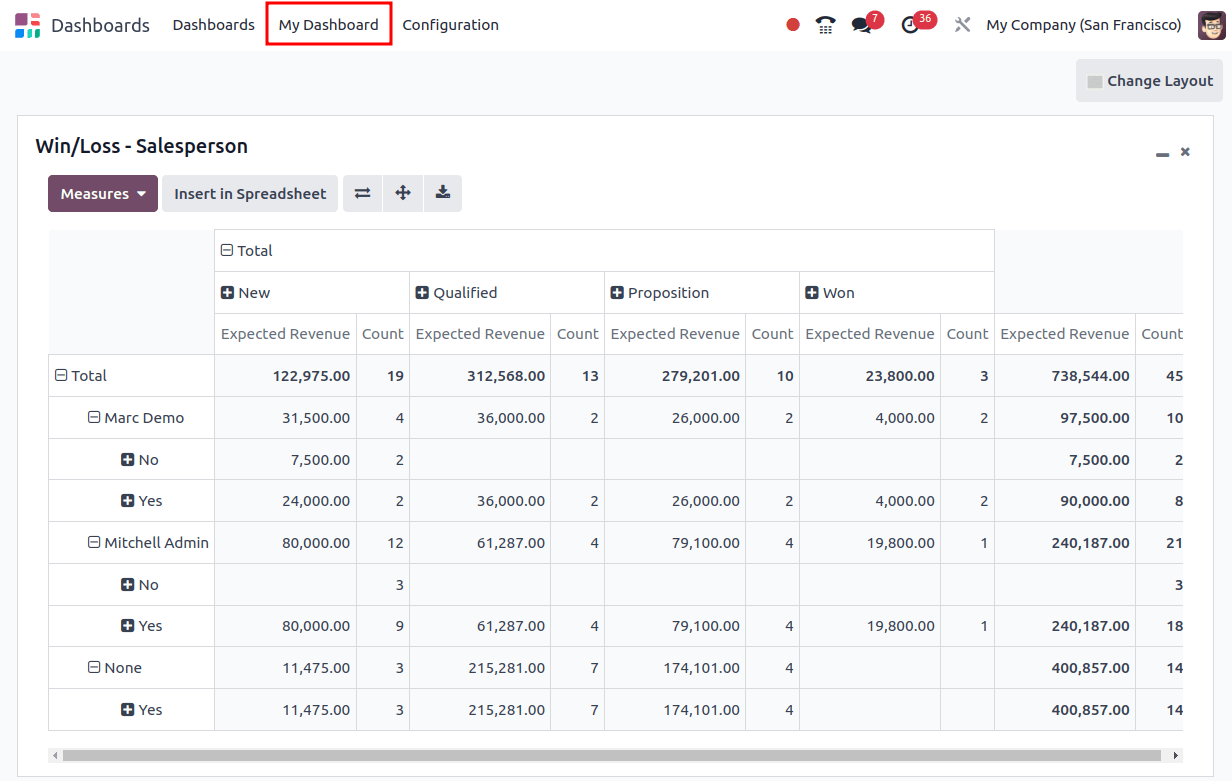 Dashboards Dashboards My Dashboard Configuration 7 36 My Company (San Francisco)
Change Layout
Win/Loss - Salesperson
Measures Insert in Spreadsheet
Total
New Qualified Proposition Won
Expected Revenue Count Expected Revenue Count Expected Revenue Count Expected Revenue Count Expected Revenue Count
Total 122,975.00 19 312,568.00 13 279,201.00 10 23,800.00 3 738,544.00 45
Marc Demo 31,500.00 4 36,000.00 2 26,000.00 2 4,000.00 2 97,500.00 10
No 7,500.00 2 7,500.00 2
Yes 24,000.00 2 36,000.00 2 26,000.00 2 4,000.00 2 90,000.00 8
Mitchell Admin 80,000.00 12 61,287.00 4 79,100.00 4 19,800.00 1 240,187.00 21
No 3 3
Yes 80,000.00 9 61,287.00 4 79,100.00 4 19,800.00 1 240,187.00 18
None 11,475.00 3 215,281.00 7 174,101.00 4 400,857.00 14
Yes 11,475.00 3 215,281.00 7 174,101.00 4 400,857.00 14